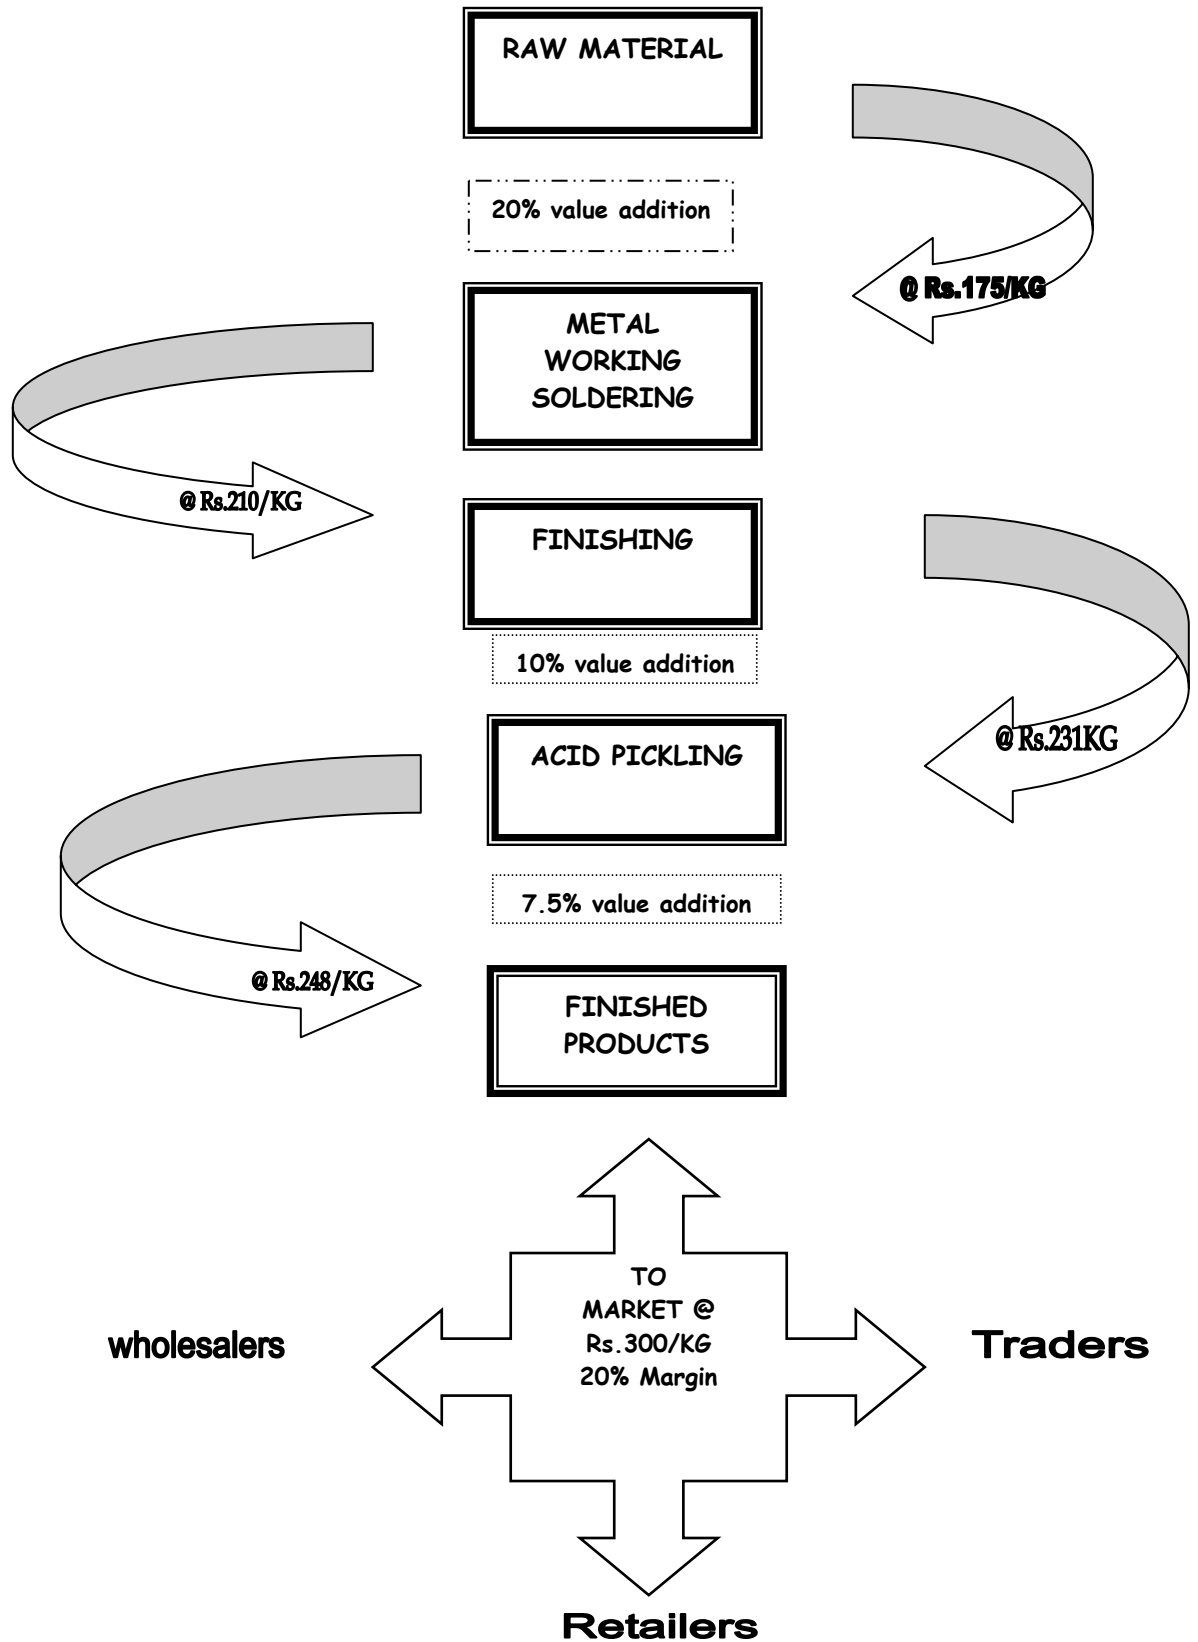 RAW MATERIAL
20% value addition
@ Rs.175/KG
METAL
WORKING
SOLDERING
@ Rs.210/KG
FINISHING
10% value addition
@ Rs.231KG
ACID PICKLING
7.5% value addition
@ Rs.248/KG
FINISHED
PRODUCTS
TO
MARKET @
Rs.300/KG
20% Margin
wholesalers
Traders
Retailers